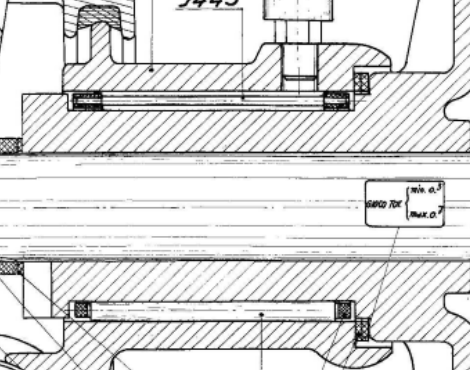 GIOCO TOT. { min. 0.3
max. 0.7